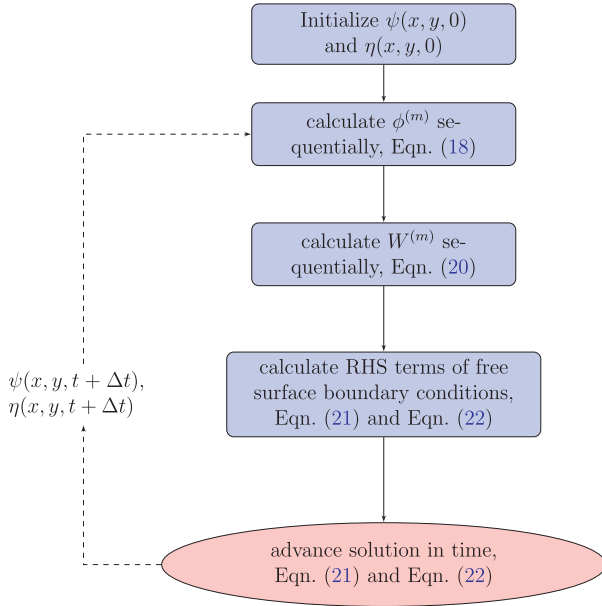 Initialize ψ(x, y, 0)
and η(x, y, 0)
calculate ϕ^(m) se-
quentially, Eqn. (18)
calculate W^(m) se-
quentially, Eqn. (20)
calculate RHS terms of free
surface boundary conditions,
Eqn. (21) and Eqn. (22)
advance solution in time,
Eqn. (21) and Eqn. (22)
ψ(x, y, t + Δt),
η(x, y, t + Δt)